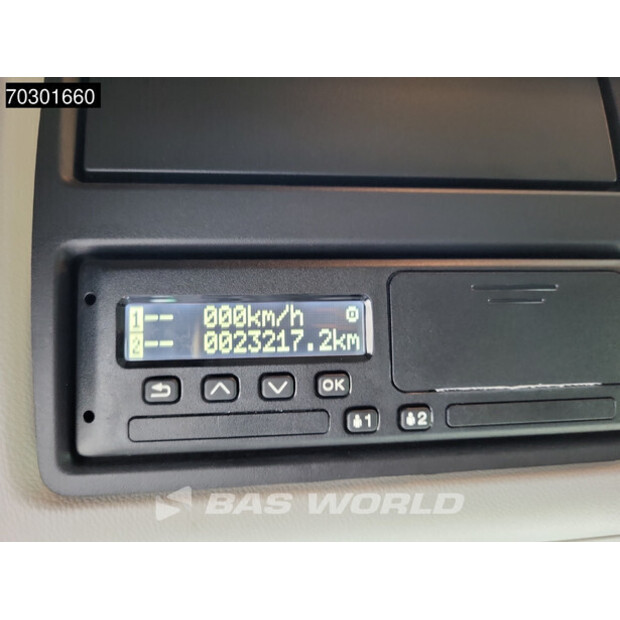 70301660
1-- 000km/h
2-- 0023217.2km
OK
1
2
BAS WORLD